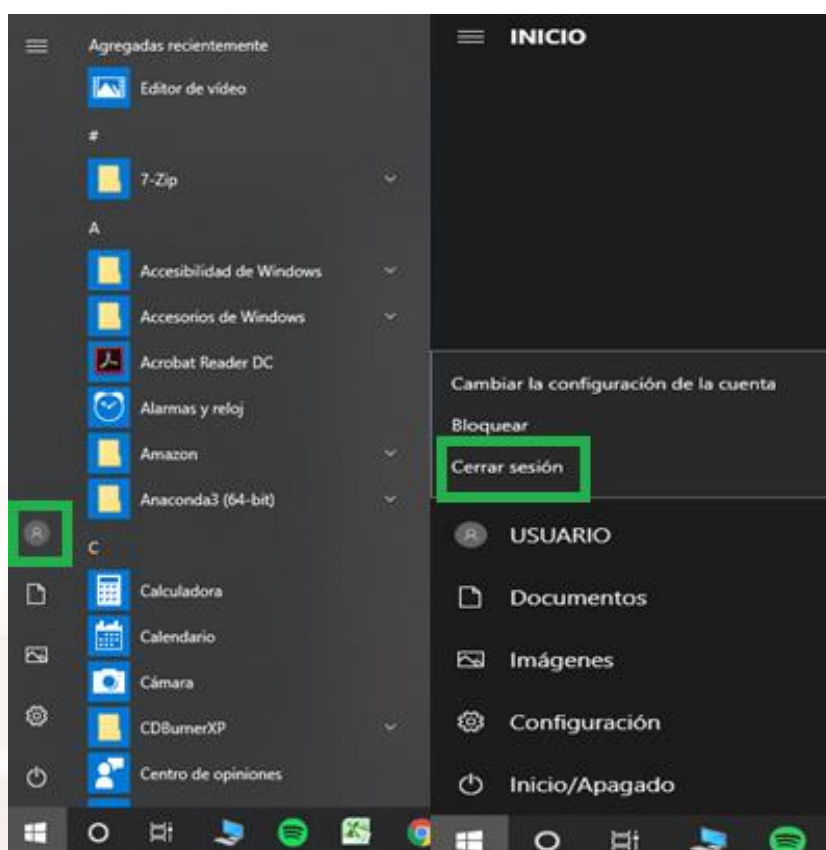 Agregadas recientemente
Editor de vídeo
#
7-Zip
A
Accesibilidad de Windows
Accesorios de Windows
Acrobat Reader DC
Alarmas y reloj
Amazon
Anaconda3 (64-bit)
C
Calculadora
Calendario
Cámara
CDBurnerXP
Centro de opiniones
INICIO
Cambiar la configuración de la cuenta
Bloquear
Cerrar sesión
USUARIO
Documentos
Imágenes
Configuración
Inicio/Apagado